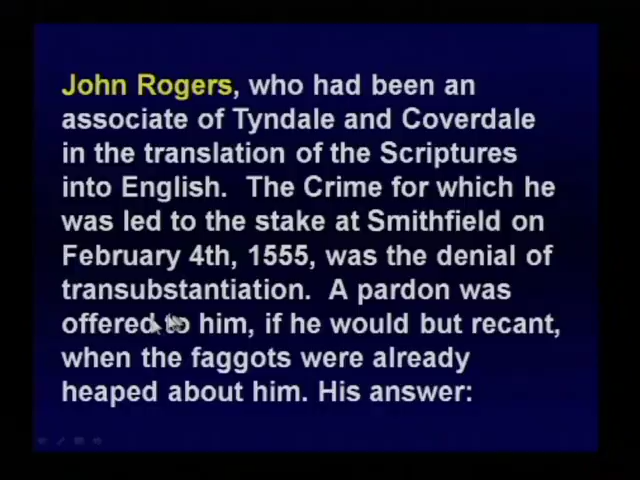 John Rogers, who had been an
associate of Tyndale and Coverdale
in the translation of the Scriptures
into English.  The Crime for which he
was led to the stake at Smithfield on
February 4th, 1555, was the denial of
transubstantiation.  A pardon was
offered to him, if he would but recant,
when the faggots were already
heaped about him. His answer: